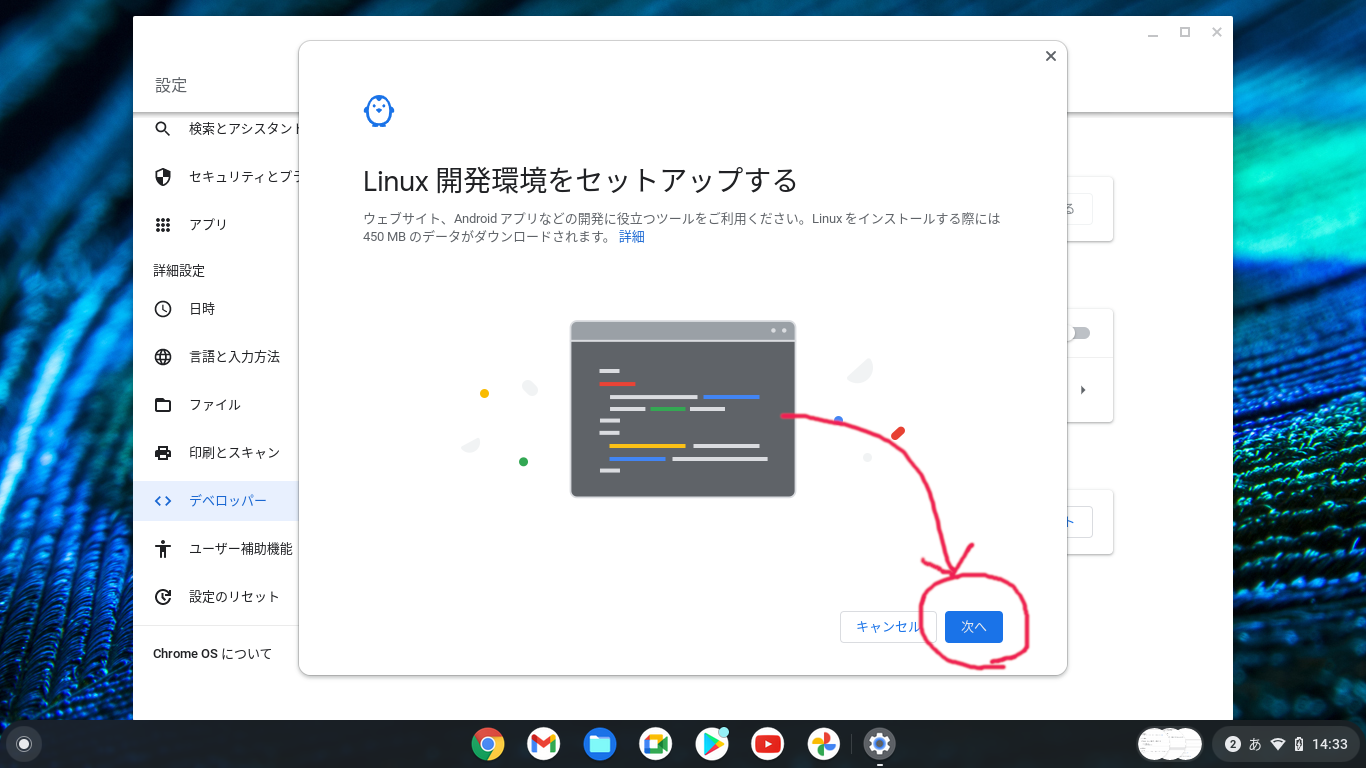 設定
検索とアシスタント
セキュリティとプラ
アプリ
詳細設定
日時
言語と入力方法
ファイル
印刷とスキャン
デベロッパー
ユーザー補助機能
設定のリセット
Chrome OS について
Linux 開発環境をセットアップする
ウェブサイト、Android アプリなどの開発に役立つツールをご利用ください。Linux をインストールする際には
450 MB のデータがダウンロードされます。 詳細
る
ト
キャンセル
次へ
2 あ 14:33